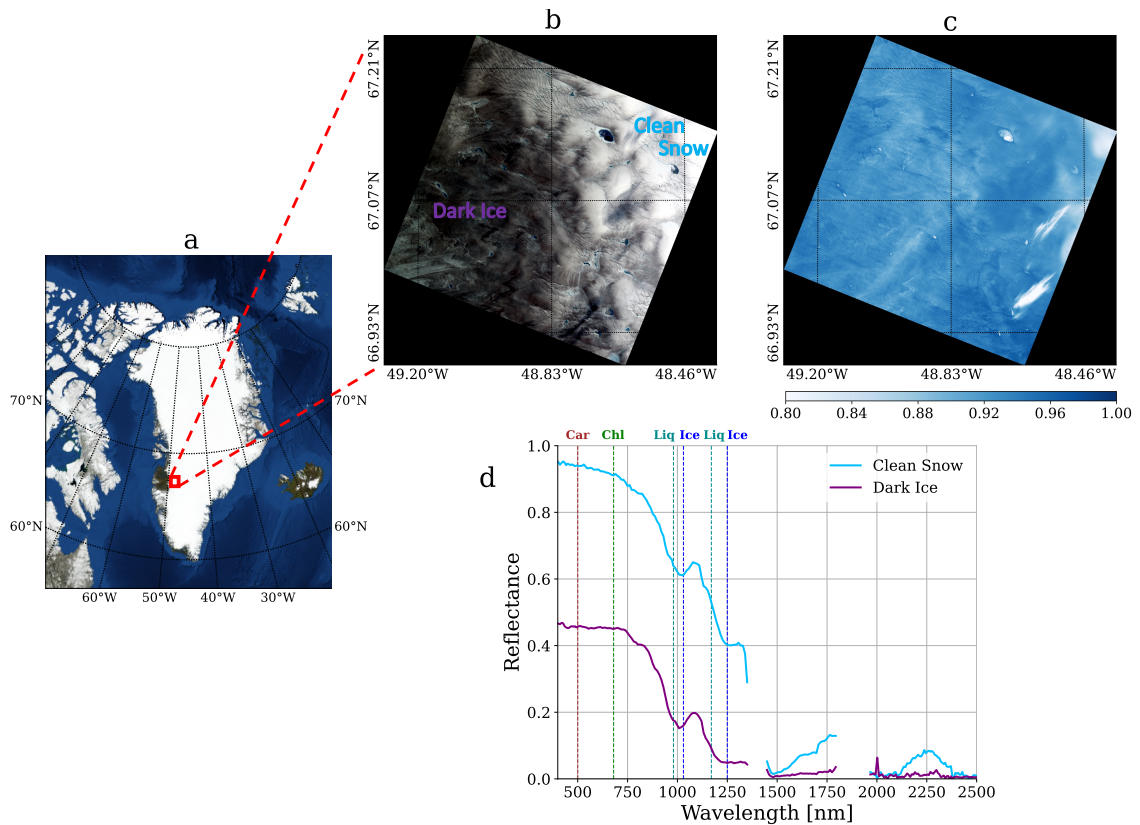 b
c
67.21°N
67.07°N
66.93°N
Clean
Snow
Dark Ice
49.20°W
48.83°W
48.46°W
67.21°N
67.07°N
66.93°N
49.20°W
48.83°W
48.46°W
0.80
0.84
0.88
0.92
0.96
1.00
a
70°N
70°N
60°N
60°N
60°W
50°W
40°W
30°W
Car
Chl
Liq
Ice
Liq
Ice
d
Clean Snow
Dark Ice
Reflectance
1.0
0.8
0.6
0.4
0.2
0.0
500
750
1000
1250
1500
1750
2000
2250
2500
Wavelength [nm]